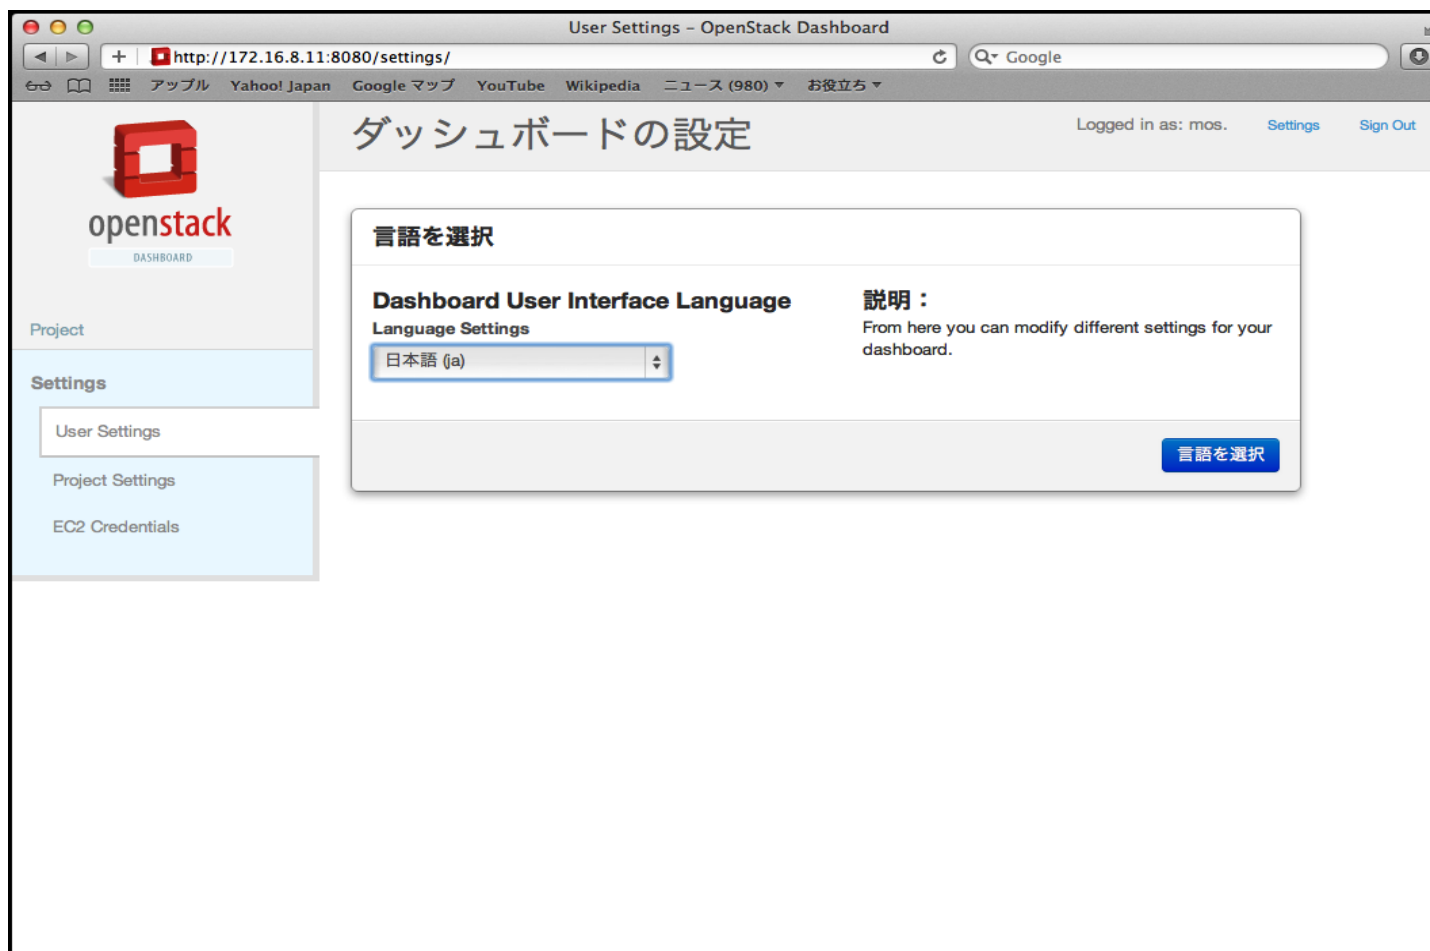 User Settings – OpenStack Dashboard
http://172.16.8.11:8080/settings/
Google
アップル Yahoo! Japan Google マップ YouTube Wikipedia ニュース (980) ▼ お役立ち ▼
openstack
DASHBOARD
ダッシュボードの設定
Logged in as: mos. Settings Sign Out
Project
Settings
User Settings
Project Settings
EC2 Credentials
言語を選択
Dashboard User Interface Language
Language Settings
日本語 (ja)
説明：
From here you can modify different settings for your
dashboard.
言語を選択